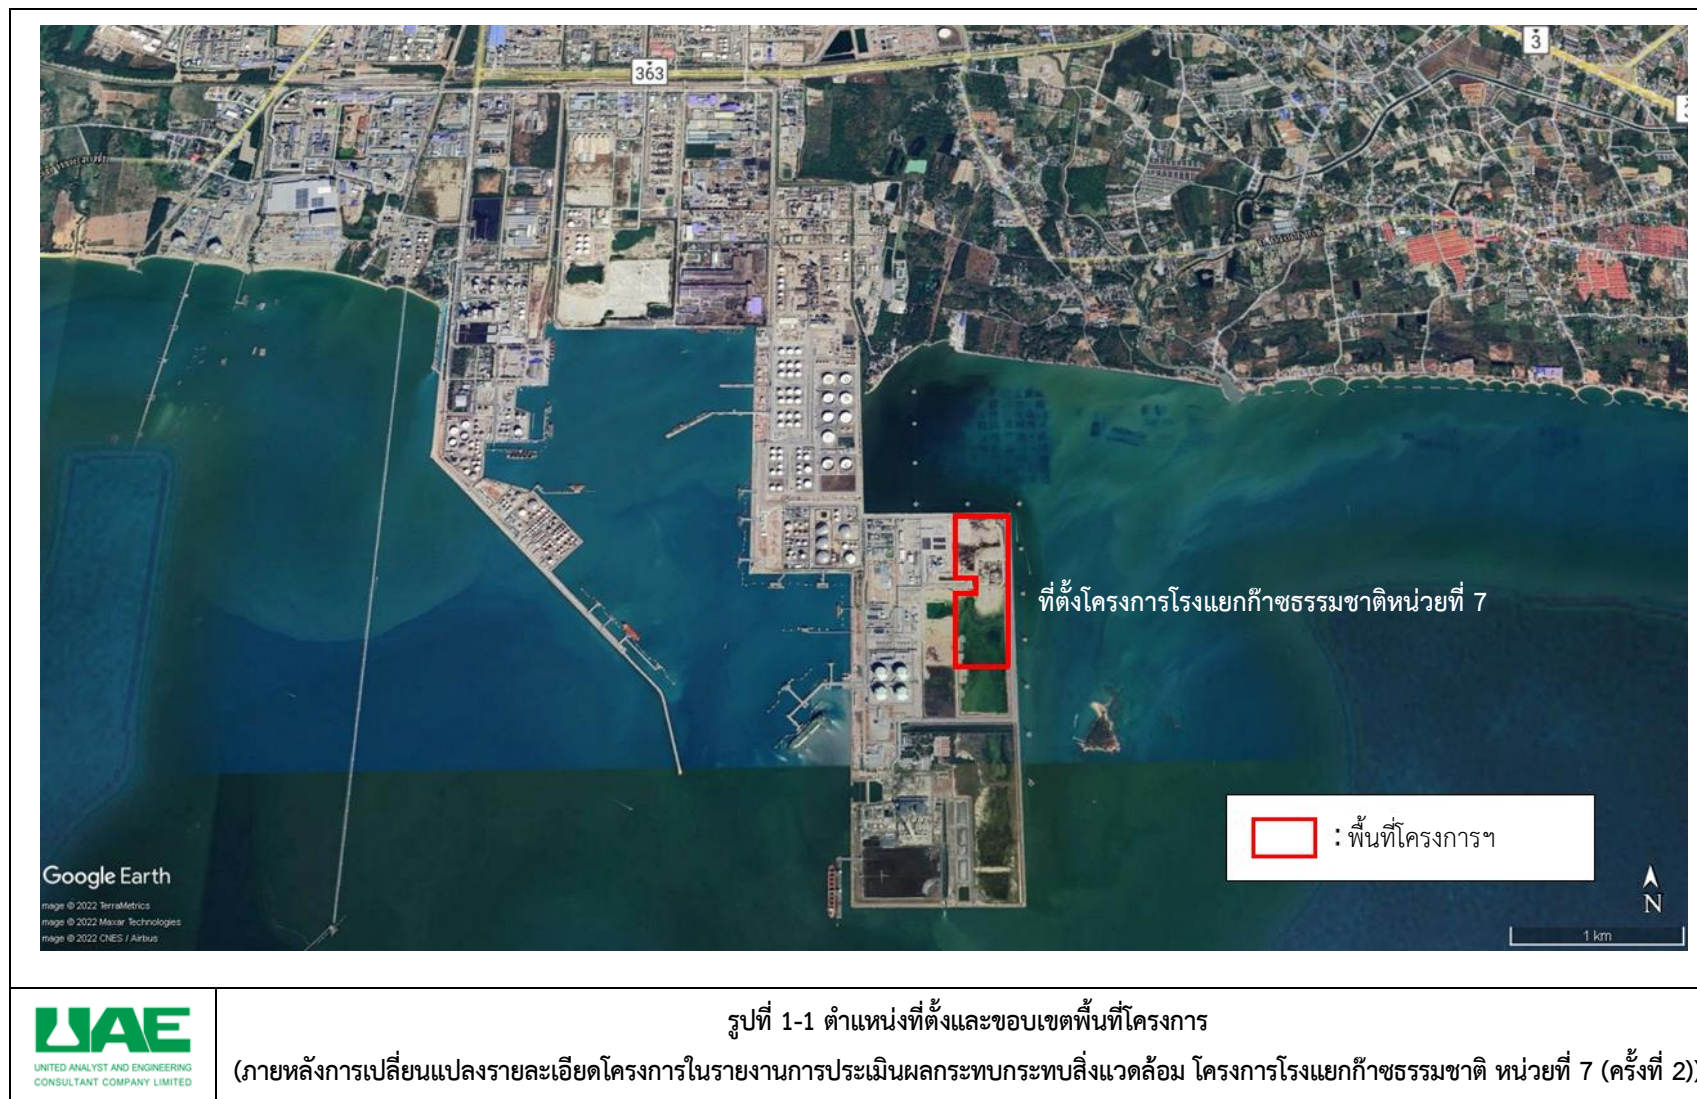 363
3
ที่ตั้งโครงการโรงแยกก๊าซธรรมชาติหน่วยที่ 7
: พื้นที่โครงการฯ
Google Earth
mage © 2022 TerraMetrics
mage © 2022 Maxar Technologies
mage © 2022 CNES / Airbus
N
1 km
UAE
UNITED ANALYST AND ENGINEERING
CONSULTANT COMPANY LIMITED
รูปที่ 1-1 ตำแหน่งที่ตั้งและขอบเขตพื้นที่โครงการ
(ภายหลังการเปลี่ยนแปลงรายละเอียดโครงการในรายงานการประเมินผลกระทบกระทบสิ่งแวดล้อม โครงการโรงแยกก๊าซธรรมชาติ หน่วยที่ 7 (ครั้งที่ 2))